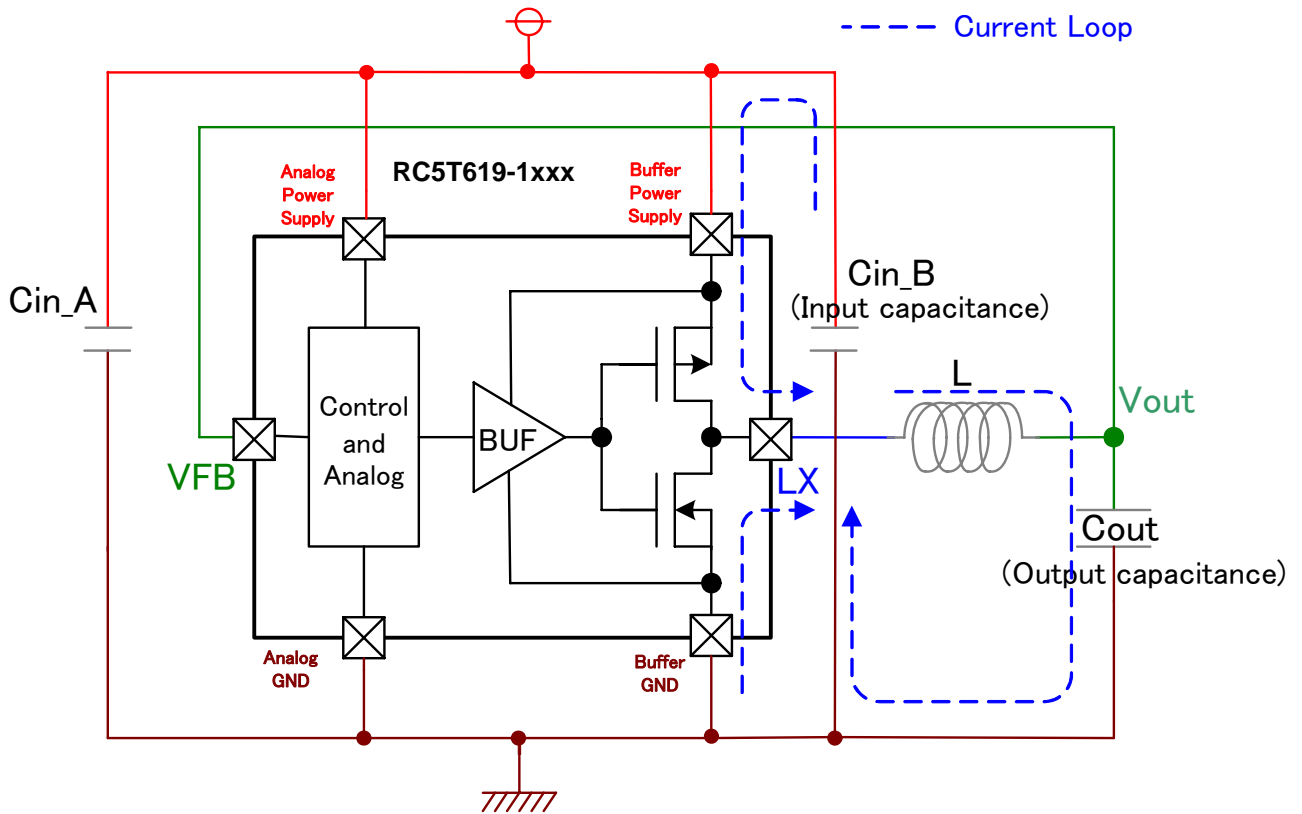 Current Loop
Analog
Power
Supply
RC5T619-1xxx
Buffer
Power
Supply
Cin_A
Cin_B
(Input capacitance)
Control
and
Analog
BUF
L
Vout
VFB
LX
Cout
(Output capacitance)
Analog
GND
Buffer
GND